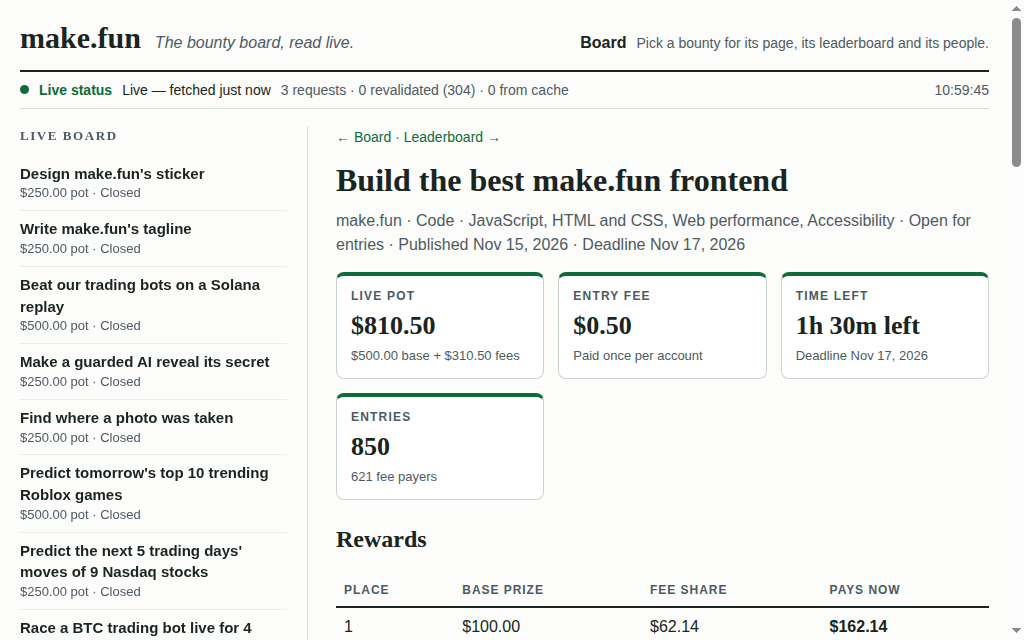 make.fun The bounty board, read live.
Board Pick a bounty for its page, its leaderboard and its people.
Live status Live — fetched just now 3 requests · 0 revalidated (304) · 0 from cache 10:59:45
LIVE BOARD
Design make.fun's sticker
$250.00 pot · Closed
Write make.fun's tagline
$250.00 pot · Closed
Beat our trading bots on a Solana
replay
$500.00 pot · Closed
Make a guarded AI reveal its secret
$250.00 pot · Closed
Find where a photo was taken
$250.00 pot · Closed
Predict tomorrow's top 10 trending
Roblox games
$500.00 pot · Closed
Predict the next 5 trading days'
moves of 9 Nasdaq stocks
$250.00 pot · Closed
Race a BTC trading bot live for 4
← Board · Leaderboard →
Build the best make.fun frontend
make.fun · Code · JavaScript, HTML and CSS, Web performance, Accessibility · Open for
entries · Published Nov 15, 2026 · Deadline Nov 17, 2026
LIVE POT
$810.50
$500.00 base + $310.50 fees
ENTRY FEE
$0.50
Paid once per account
TIME LEFT
1h 30m left
Deadline Nov 17, 2026
ENTRIES
850
621 fee payers
Rewards
PLACE BASE PRIZE FEE SHARE PAYS NOW
1 $100.00 $62.14 $162.14